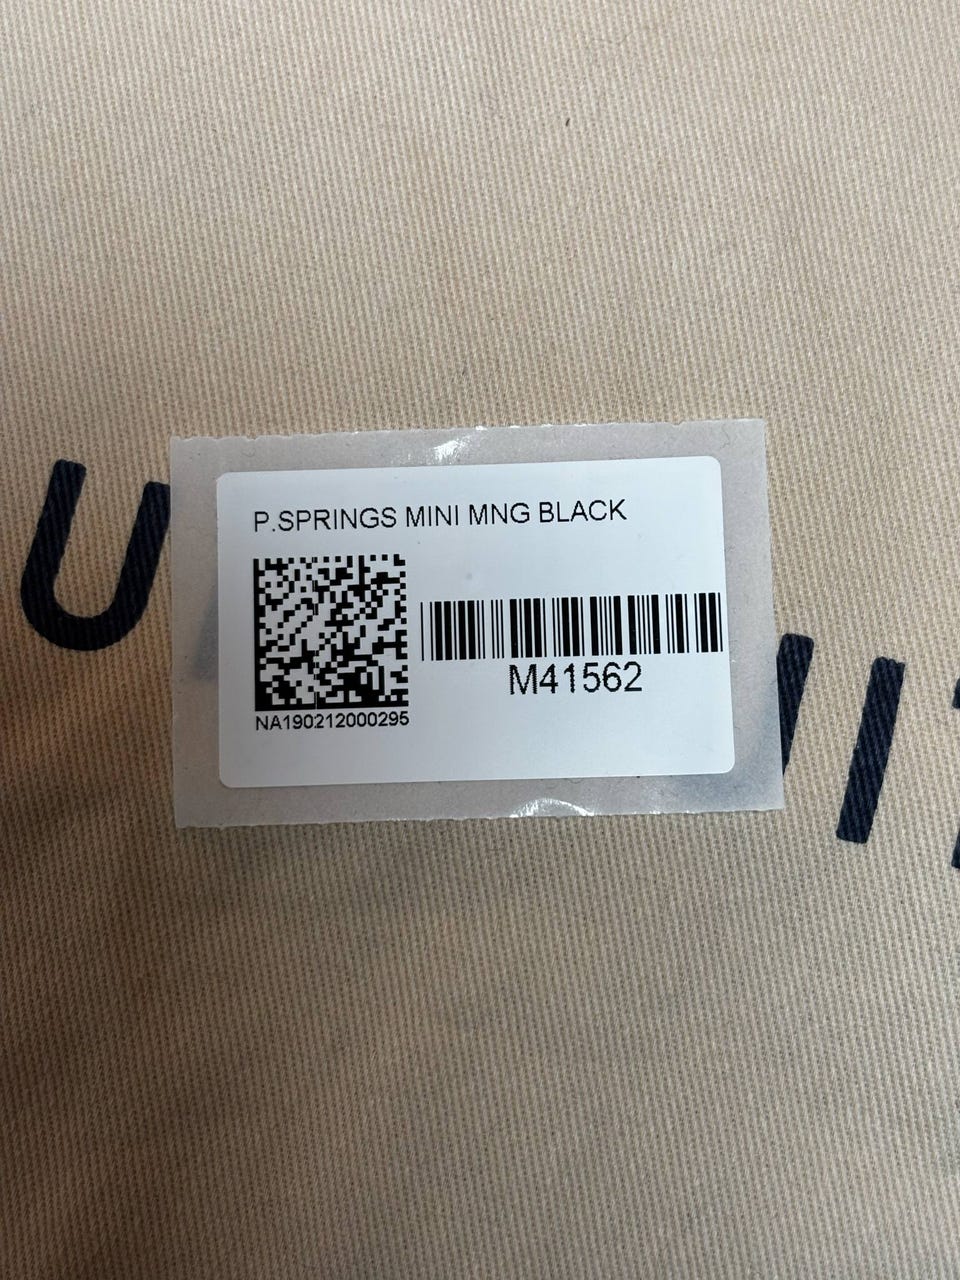 P.SPRINGS MINI MNG BLACK
M41562
NA190212000295
U